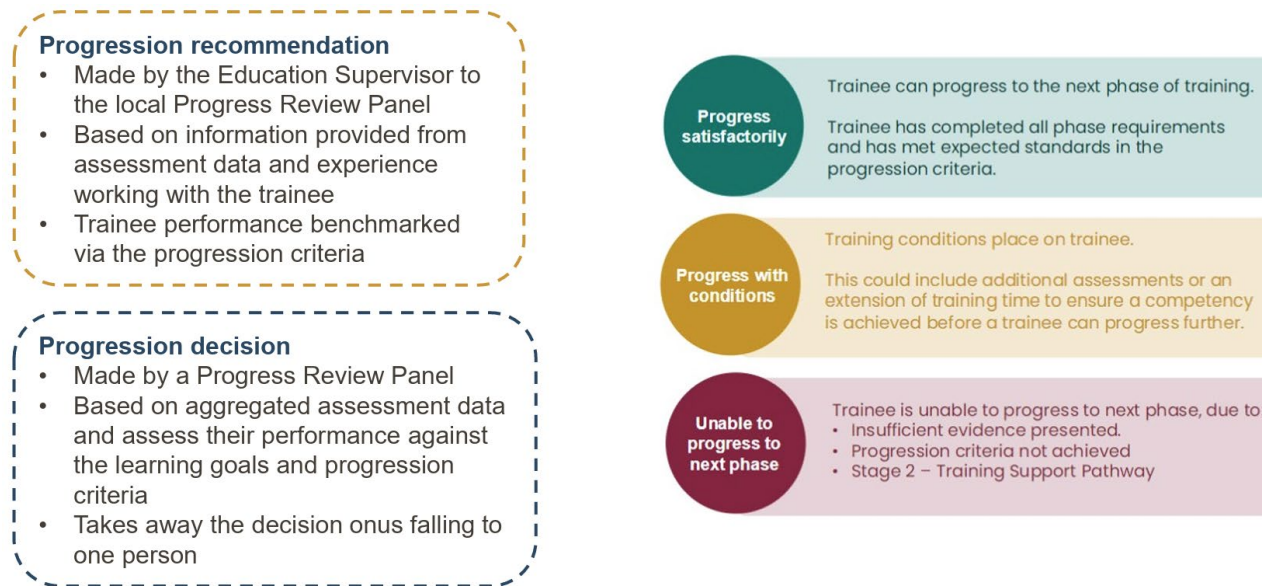 Progression recommendation
• Made by the Education Supervisor to
the local Progress Review Panel
• Based on information provided from
assessment data and experience
working with the trainee
• Trainee performance benchmarked
via the progression criteria
Progression decision
• Made by a Progress Review Panel
• Based on aggregated assessment data
and assess their performance against
the learning goals and progression
criteria
• Takes away the decision onus falling to
one person
Progress
satisfactorily
Trainee can progress to the next phase of training.
Trainee has completed all phase requirements
and has met expected standards in the
progression criteria.
Progress with
conditions
Training conditions place on trainee.
This could include additional assessments or an
extension of training time to ensure a competency
is achieved before a trainee can progress further.
Unable to
progress to
next phase
Trainee is unable to progress to next phase, due to
• Insufficient evidence presented.
• Progression criteria not achieved
• Stage 2 – Training Support Pathway